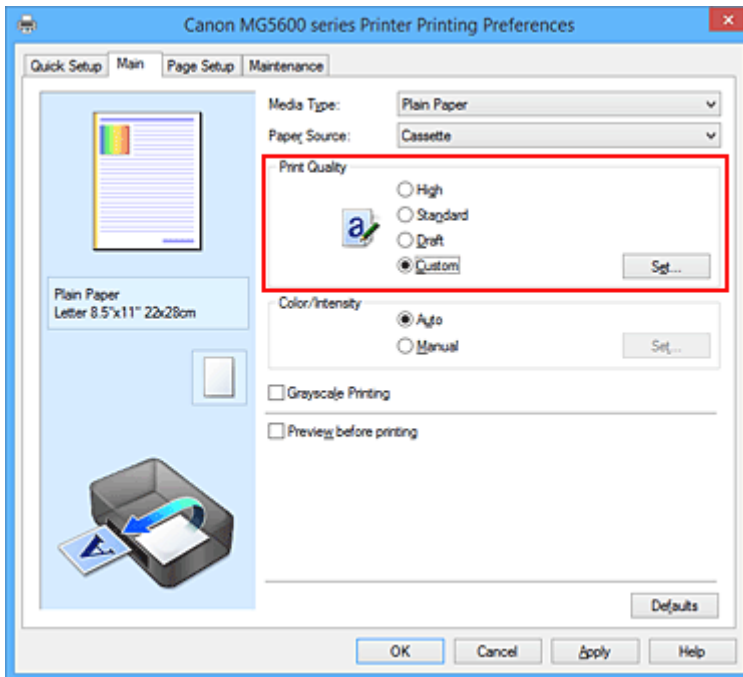 Canon MG5600 series Printer Printing Preferences
Quick Setup Main Page Setup Maintenance
Media Type: Plain Paper
Paper Source: Cassette
Print Quality
High
Standard
Draft
Custom Set...
Plain Paper
Letter 8.5"x11" 22x28cm
Color/Intensity
Auto
Manual Set...
Grayscale Printing
Preview before printing
A
Defaults
OK Cancel Apply Help